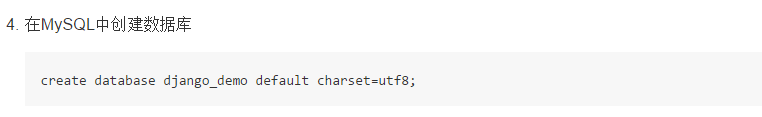 4. 在MySQL中创建数据库
create database django_demo default charset=utf8;